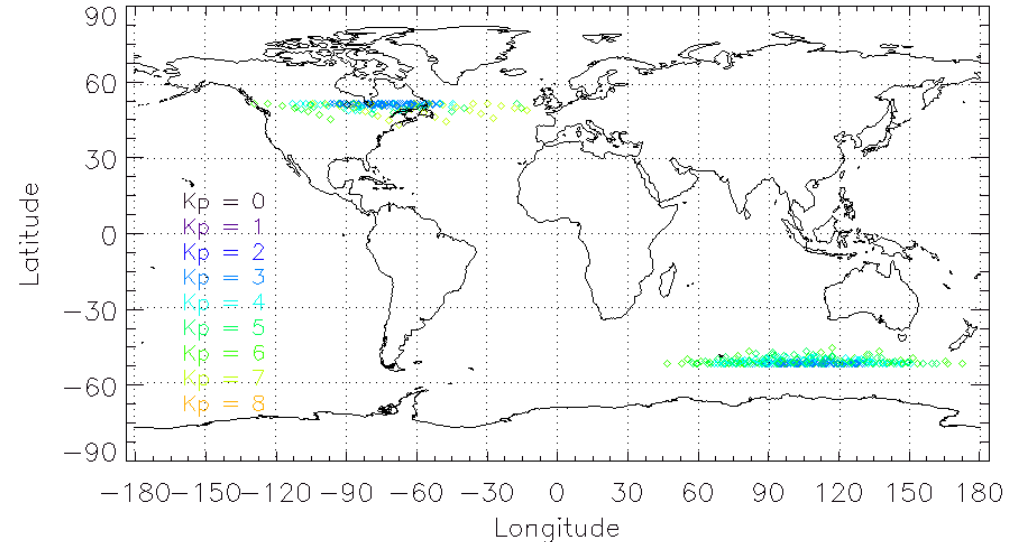 90
60
30
0
−30
−60
−90
Latitude
Kp = 0
Kp = 1
Kp = 2
Kp = 3
Kp = 4
Kp = 5
Kp = 6
Kp = 7
Kp = 8
−180 −150 −120 −90 −60 −30 0 30 60 90 120 150 180
Longitude